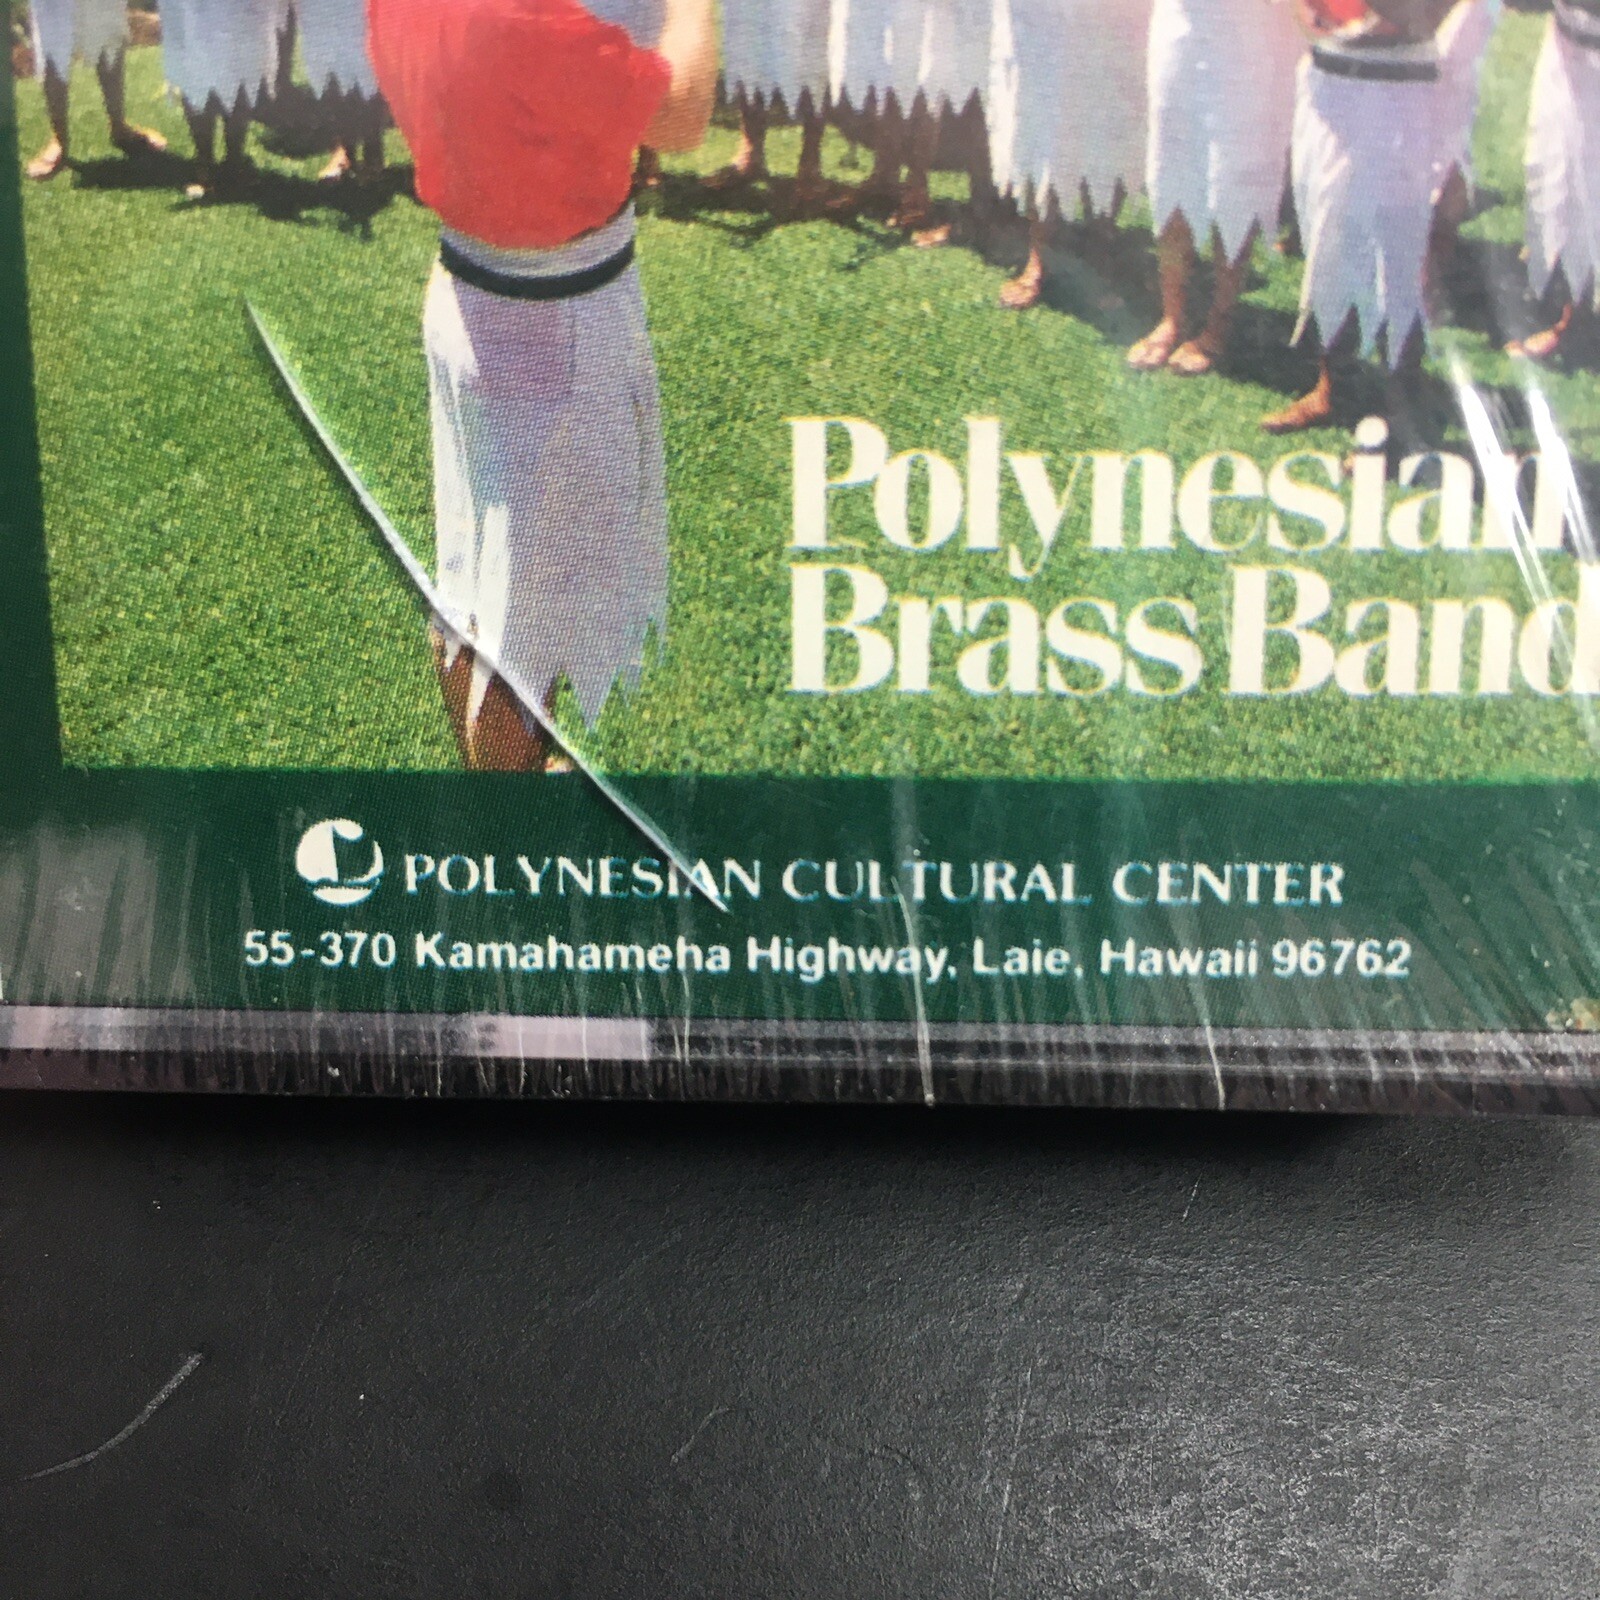 Polynesian
Brass Band
POLYNESIAN CULTURAL CENTER
55-370 Kamahameha Highway, Laie, Hawaii 96762